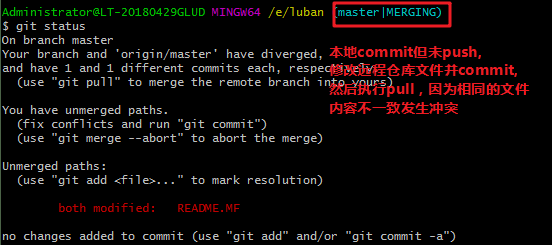 Administrator@LT-20180429GLUD MINGW64 /e/luban (master|MERGING)
$ git status
On branch master
Your branch and 'origin/master' have diverged,
and have 1 and 1 different commits each, respectively.
(use "git pull" to merge the remote branch into yours)
本地commit但未push,
修改远程仓库文件并commit,
然后执行pull，因为相同的文件
内容不一致发生冲突
You have unmerged paths.
(fix conflicts and run "git commit")
(use "git merge --abort" to abort the merge)
Unmerged paths:
(use "git add <file>..." to mark resolution)
both modified: README.MF
no changes added to commit (use "git add" and/or "git commit -a")